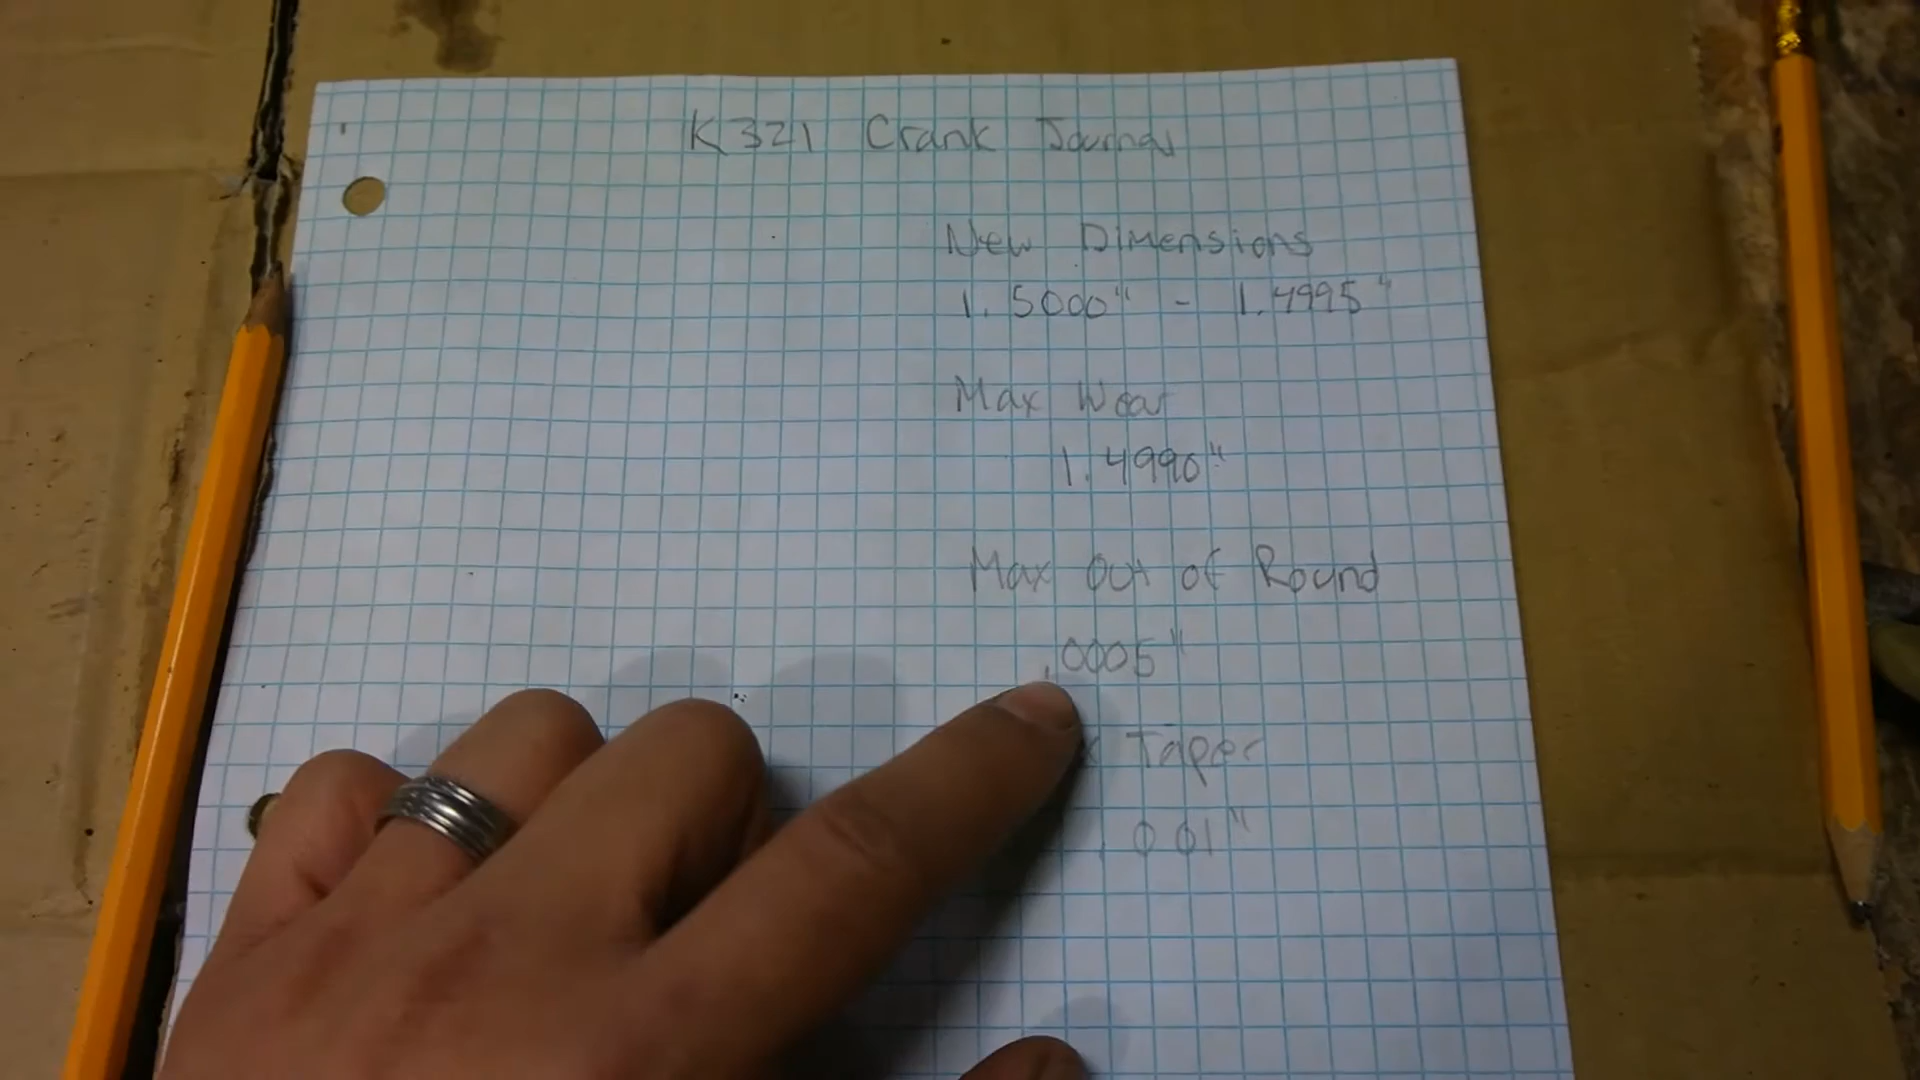 K321 Crank Journal
New Dimensions
1.5000" - 1.4995"
Max Wear
1.4990"
Max Out of Round
.0005"
x Taper
.001"